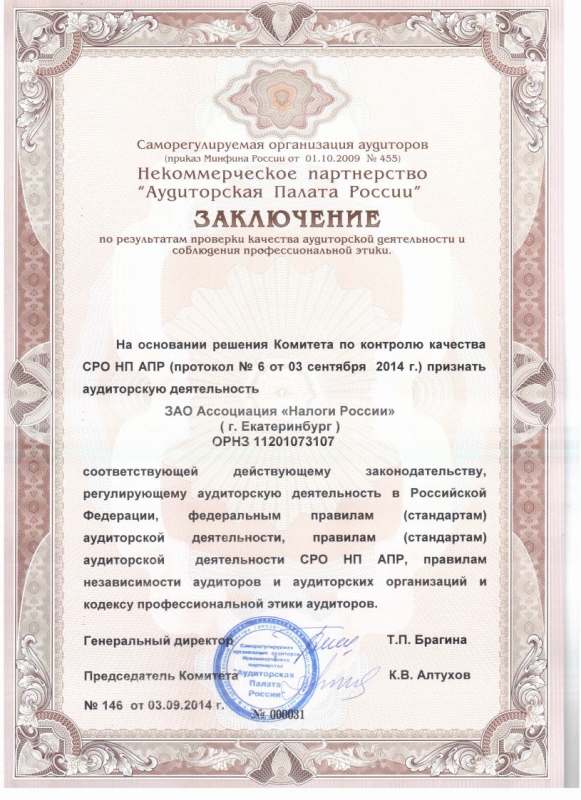 Саморегулируемая организация аудиторов
(приказ Минфина России от 01.10.2009 № 455)
Некоммерческое партнерство
"Аудиторская Палата России"
ЗАКЛЮЧЕНИЕ
по результатам проверки качества аудиторской деятельности и
соблюдения профессиональной этики.
На основании решения Комитета по контролю качества
СРО НП АПР (протокол № 6 от 03 сентября 2014 г.) признать
аудиторскую деятельность
ЗАО Ассоциация «Налоги России»
( г. Екатеринбург )
ОРНЗ 11201073107
соответствующей действующему законодательству,
регулирующему аудиторскую деятельность в Российской
Федерации, федеральным правилам (стандартам)
аудиторской деятельности, правилам (стандартам)
аудиторской деятельности СРО НП АПР, правилам
независимости аудиторов и аудиторских организаций и
кодексу профессиональной этики аудиторов.
Генеральный директор Т.П. Брагина
Председатель Комитета К.В. Алтухов
Саморегулируемая
организация аудиторов
Некоммерческое
партнерство
"Аудиторская
Палата
России"
№ 146 от 03.09.2014 г.
№ 000031